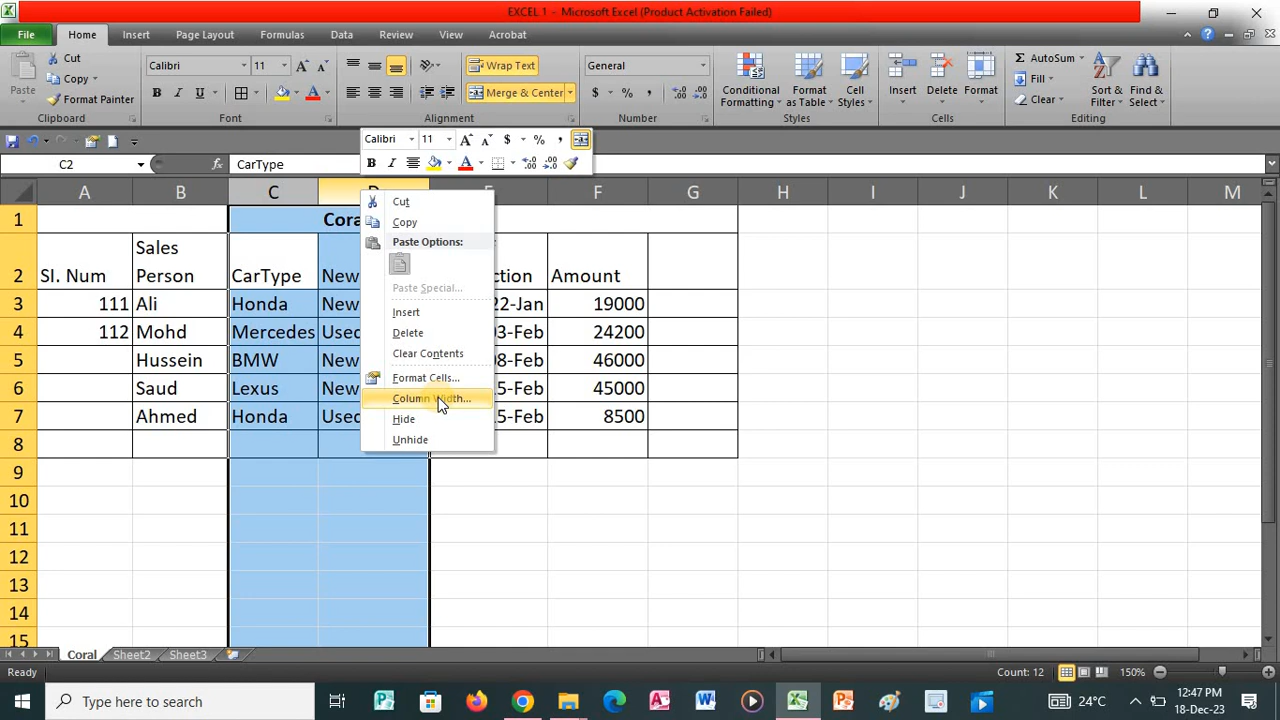 EXCEL 1 - Microsoft Excel (Product Activation Failed)
File Home Insert Page Layout Formulas Data Review View Acrobat
Cut
Copy
Format Painter
Paste
Clipboard
Calibri 11
B I U
Font
Wrap Text
Merge & Center
Alignment
General
$ % ,
Number
Conditional Formatting
Format as Table
Cell Styles
Styles
Insert
Delete
Format
Cells
AutoSum
Fill
Clear
Sort & Filter
Find & Select
Editing
Calibri 11 A A $ % ,
B I A
C2 fx CarType
A B C D F G H I J K L M
1 Cora
2 SI. Num Sales Person CarType New ction Amount
3 111 Ali Honda New 22-Jan 19000
4 112 Mohd Mercedes Used 03-Feb 24200
5 Hussein BMW New 08-Feb 46000
6 Saud Lexus New 5-Feb 45000
7 Ahmed Honda Used 5-Feb 8500
8
9
10
11
12
13
14
15
Cut
Copy
Paste Options:
Paste Special...
Insert
Delete
Clear Contents
Format Cells...
Column Width...
Hide
Unhide
Coral Sheet2 Sheet3
Ready Count: 12 150%
Type here to search
24°C
12:47 PM
18-Dec-23